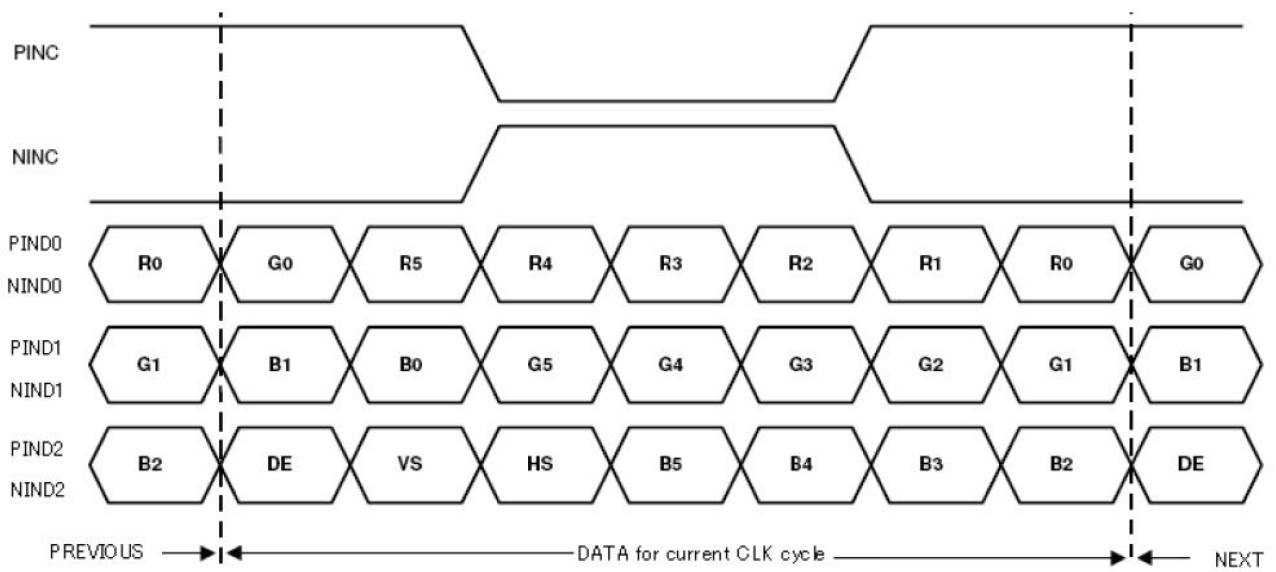 PINC
NINC
PIND0
NIND0
R0 G0 R5 R4 R3 R2 R1 R0 G0
PIND1
NIND1
G1 B1 B0 G5 G4 G3 G2 G1 B1
PIND2
NIND2
B2 DE VS HS B5 B4 B3 B2 DE
PREVIOUS DATA for current CLK cycle NEXT